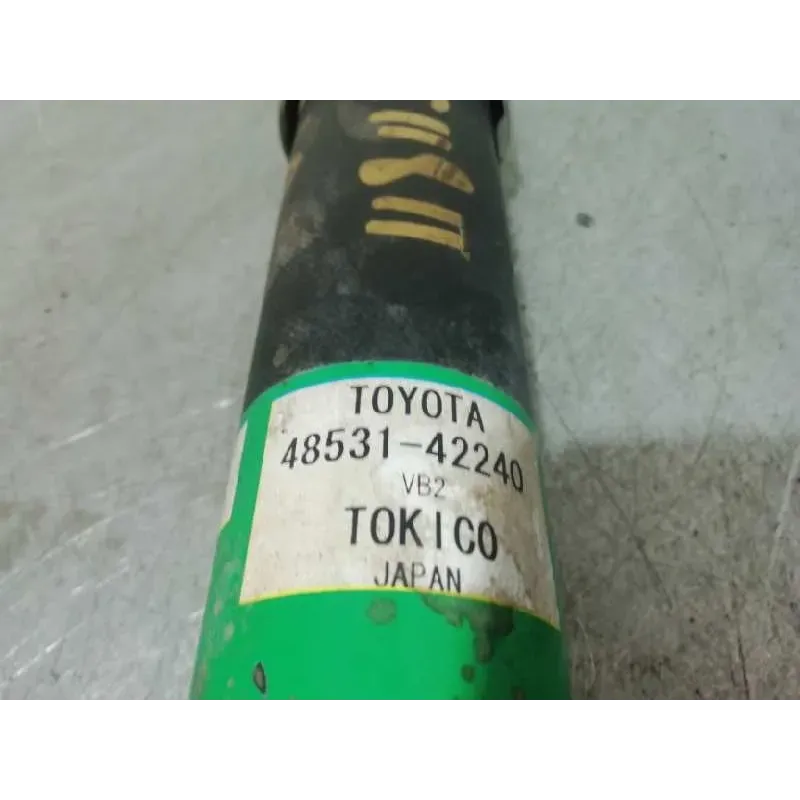 TOYOTA
48531-42240
VB2
TOKICO
JAPAN